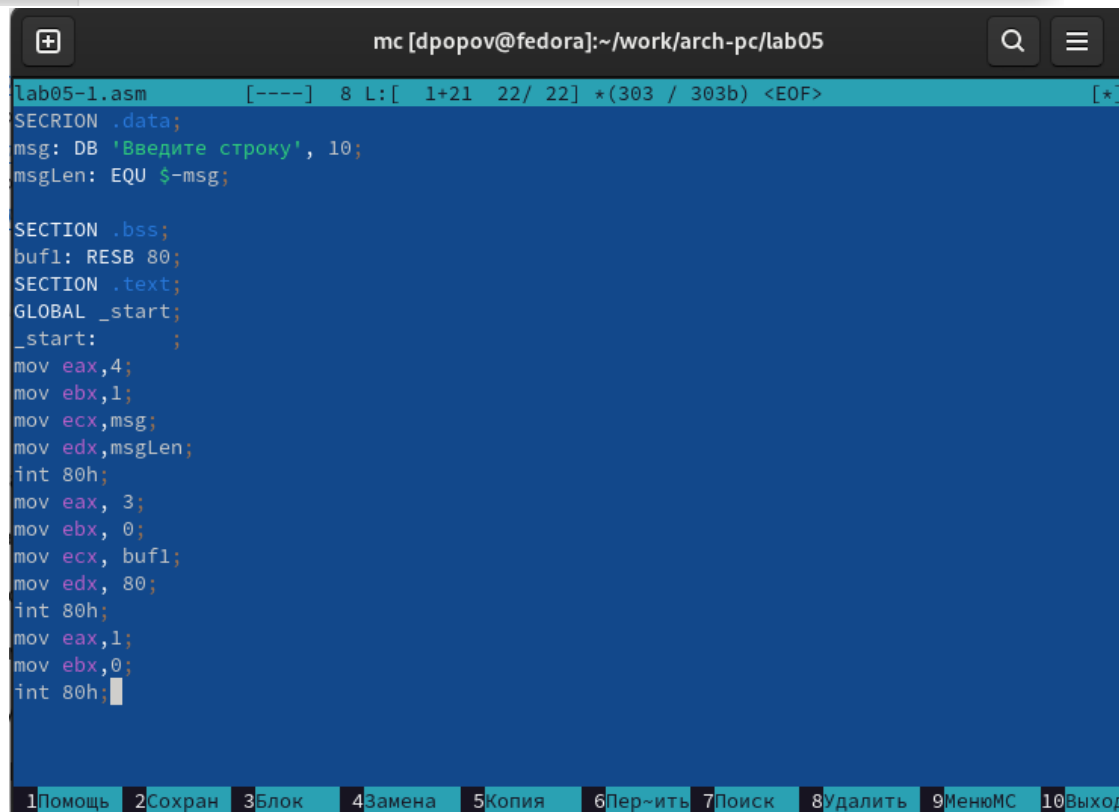 mc [dpopov@fedora]:~/work/arch-pc/lab05
lab05-1.asm [----] 8 L:[ 1+21 22/ 22] *(303 / 303b) <EOF> [*]
SECRION .data;
msg: DB 'Введите строку', 10;
msgLen: EQU $-msg;
SECTION .bss;
buf1: RESB 80;
SECTION .text;
GLOBAL _start;
_start: ;
mov eax,4;
mov ebx,1;
mov ecx,msg;
mov edx,msgLen;
int 80h;
mov eax, 3;
mov ebx, 0;
mov ecx, buf1;
mov edx, 80;
int 80h;
mov eax,1;
mov ebx,0;
int 80h;
1Помощь 2Сохран 3Блок 4Замена 5Копия 6Пер~ить 7Поиск 8Удалить 9МенюMC 10Выход